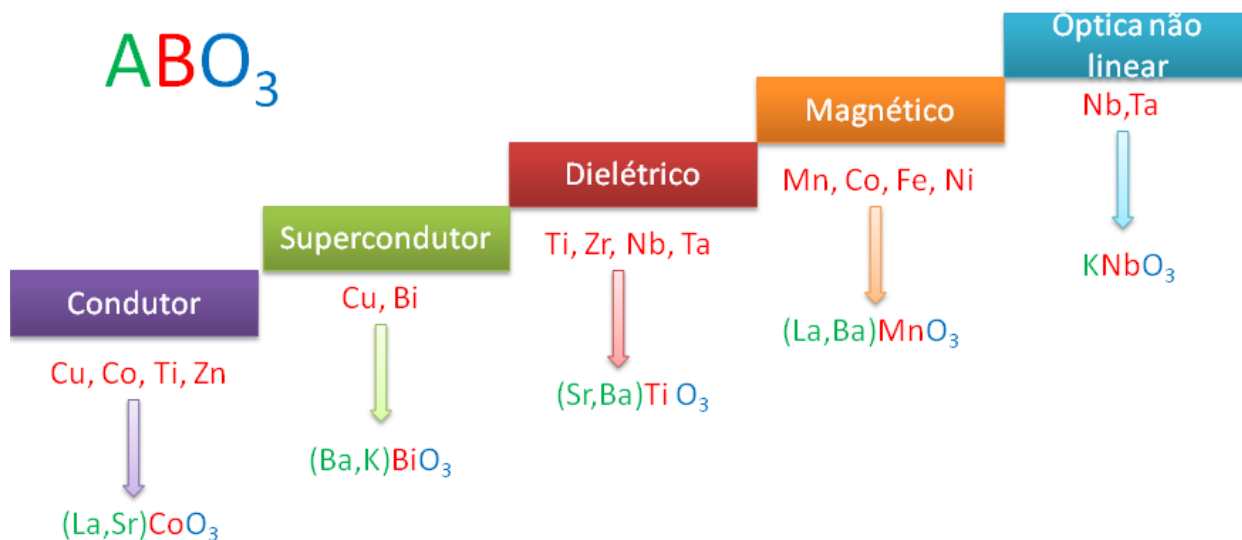 ABO₃
Condutor
Cu, Co, Ti, Zn
(La,Sr)CoO₃
Supercondutor
Cu, Bi
(Ba,K)BiO₃
Dielétrico
Ti, Zr, Nb, Ta
(Sr,Ba)Ti O₃
Magnético
Mn, Co, Fe, Ni
(La,Ba)MnO₃
Óptica não
linear
Nb,Ta
KNbO₃